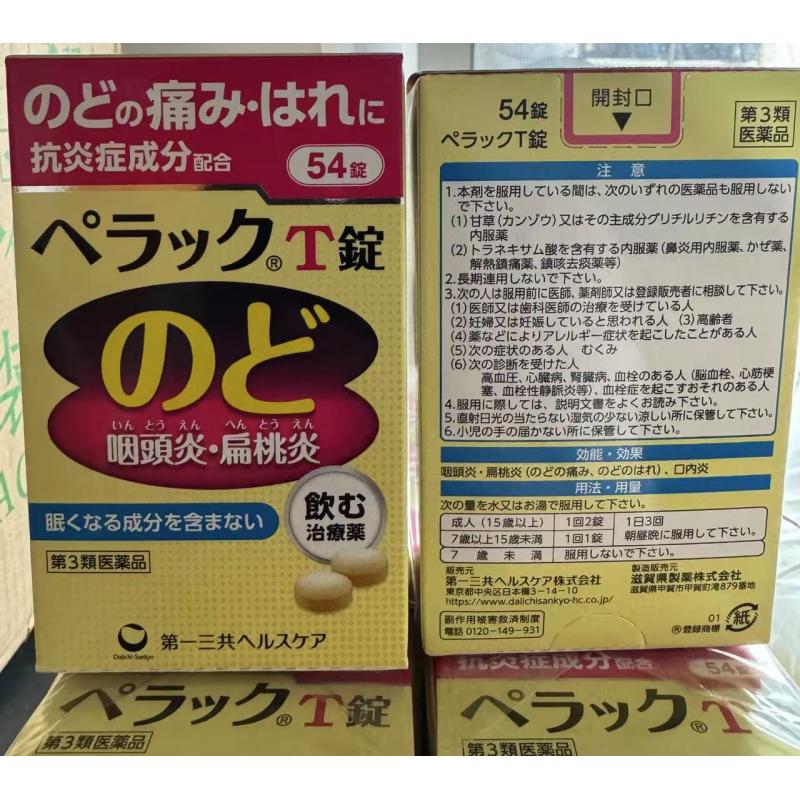 のどの痛み・はれに
抗炎症成分配合
54錠
ペラック®T錠
のど
いん とう えん へん とう えん
咽頭炎・扁桃炎
眠くなる成分を含まない
飲む
治療薬
第3類医薬品
Daiichi-Sankyo
第一三共ヘルスケア
54錠
ペラックT錠
開封口
▼
第3類
医薬品
注意
1.本剤を服用している間は、次のいずれの医薬品も服用しない
で下さい。
(1)甘草(カンゾウ)又はその主成分グリチルリチンを含有する
内服薬
(2)トラネキサム酸を含有する内服薬(鼻炎用内服薬、かぜ薬、
解熱鎮痛薬、鎮咳去痰薬等)
2.長期連用しないで下さい。
3.次の人は服用前に医師、薬剤師又は登録販売者に相談して下さい。
(1)医師又は歯科医師の治療を受けている人
(2)妊婦又は妊娠していると思われる人 (3)高齢者
(4)薬などによりアレルギー症状を起こしたことがある人
(5)次の症状のある人 むくみ
(6)次の診断を受けた人
高血圧、心臓病、腎臓病、血栓のある人(脳血栓、心筋梗
塞、血栓性静脈炎等)、血栓症を起こすおそれのある人
4.服用に際しては、説明文書をよくお読み下さい。
5.直射日光の当たらない湿気の少ない涼しい所に保管して下さい。
6.小児の手の届かない所に保管して下さい。
効能・効果
咽頭炎・扁桃炎(のどの痛み、のどのはれ)、口内炎
用法・用量
次の量を水又はお湯で服用して下さい。
成人(15歳以上) 1回2錠 1日3回
7歳以上15歳未満 1回1錠 朝昼晩に服用して下さい。
7歳未満 服用しないで下さい。
販売元
第一三共ヘルスケア株式会社
東京都中央区日本橋3-14-10
https://www.daiichisankyo-hc.co.jp/
製造販売元
滋賀県製薬株式会社
滋賀県甲賀市甲賀町滝879番地
副作用被害救済制度
電話 0120-149-931
01
®登録商標
紙
ペラック®T錠
第3類医薬品
抗炎症成分配合
54錠
ペラック®T
第3類医薬品